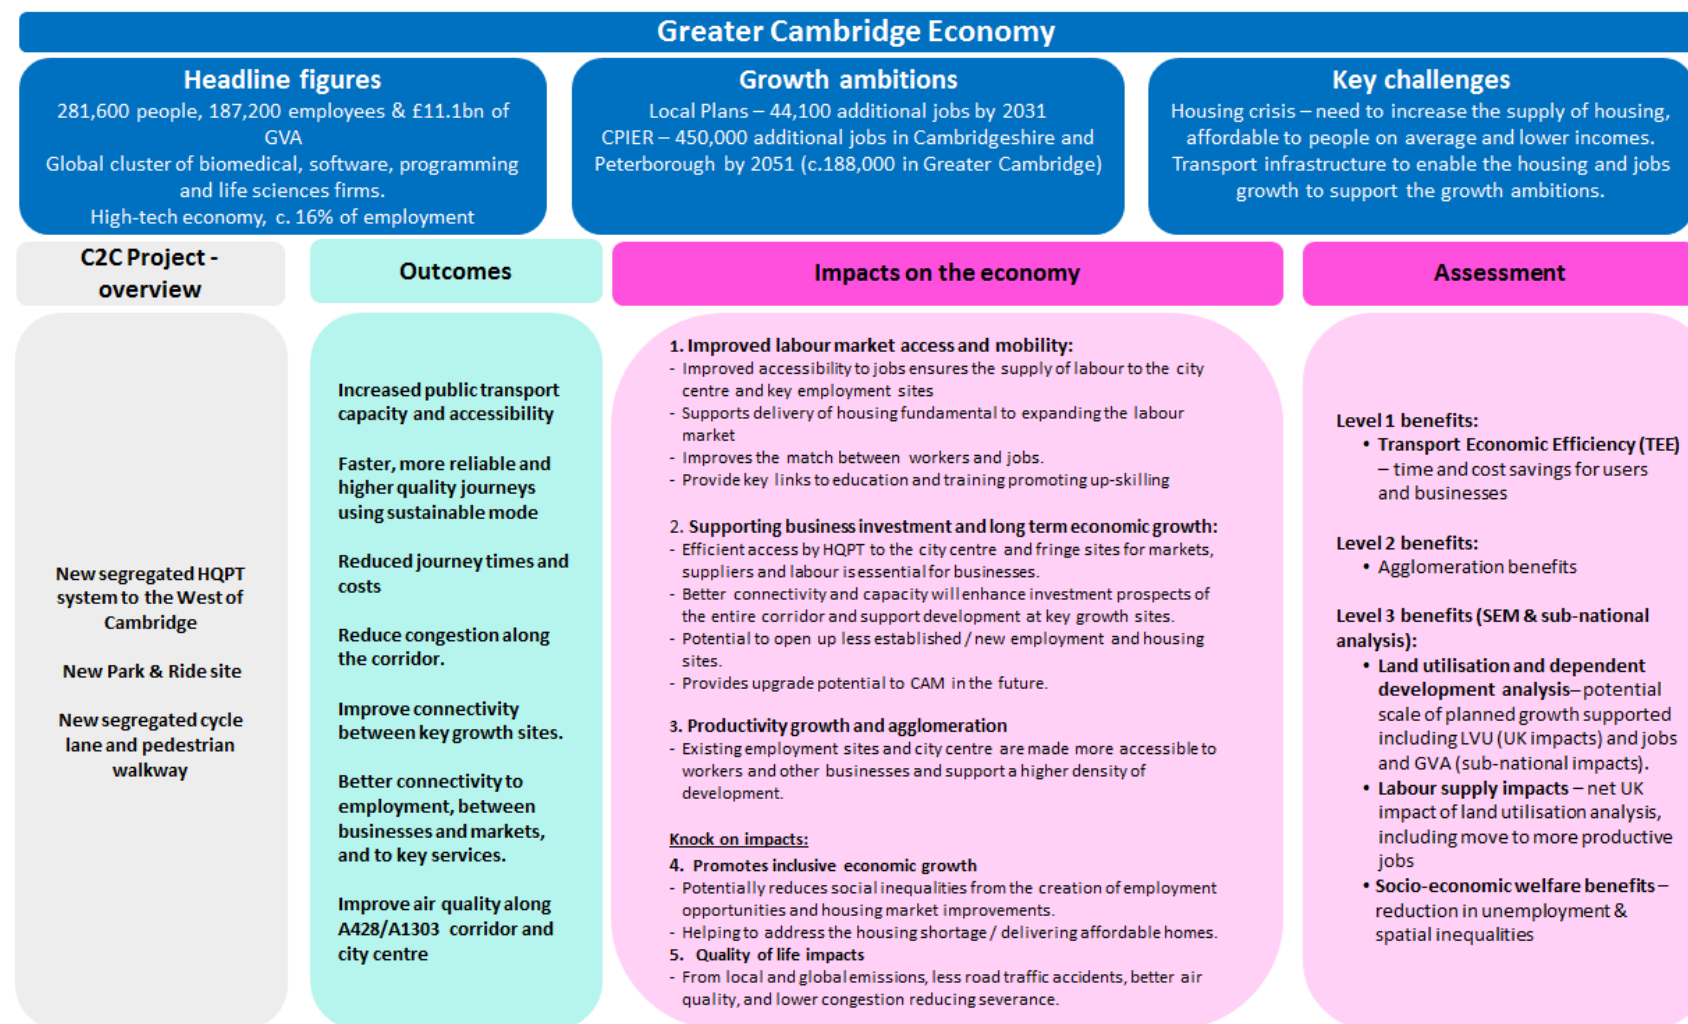 Greater Cambridge Economy
Headline figures
281,600 people, 187,200 employees & £11.1bn of
GVA
Global cluster of biomedical, software, programming
and life sciences firms.
High-tech economy, c. 16% of employment
Growth ambitions
Local Plans – 44,100 additional jobs by 2031
CPIER – 450,000 additional jobs in Cambridgeshire and
Peterborough by 2051 (c.188,000 in Greater Cambridge)
Key challenges
Housing crisis – need to increase the supply of housing,
affordable to people on average and lower incomes.
Transport infrastructure to enable the housing and jobs
growth to support the growth ambitions.
C2C Project -
overview
New segregated HQPT
system to the West of
Cambridge
New Park & Ride site
New segregated cycle
lane and pedestrian
walkway
Outcomes
Increased public transport
capacity and accessibility
Faster, more reliable and
higher quality journeys
using sustainable mode
Reduced journey times and
costs
Reduce congestion along
the corridor.
Improve connectivity
between key growth sites.
Better connectivity to
employment, between
businesses and markets,
and to key services.
Improve air quality along
A428/A1303 corridor and
city centre
Impacts on the economy
1. Improved labour market access and mobility:
- Improved accessibility to jobs ensures the supply of labour to the city
centre and key employment sites
- Supports delivery of housing fundamental to expanding the labour
market
- Improves the match between workers and jobs.
- Provide key links to education and training promoting up-skilling
2. Supporting business investment and long term economic growth:
- Efficient access by HQPT to the city centre and fringe sites for markets,
suppliers and labour is essential for businesses.
- Better connectivity and capacity will enhance investment prospects of
the entire corridor and support development at key growth sites.
- Potential to open up less established / new employment and housing
sites.
- Provides upgrade potential to CAM in the future.
3. Productivity growth and agglomeration
- Existing employment sites and city centre are made more accessible to
workers and other businesses and support a higher density of
development.
Knock on impacts:
4. Promotes inclusive economic growth
- Potentially reduces social inequalities from the creation of employment
opportunities and housing market improvements.
- Helping to address the housing shortage / delivering affordable homes.
5. Quality of life impacts
- From local and global emissions, less road traffic accidents, better air
quality, and lower congestion reducing severance.
Assessment
Level 1 benefits:
• Transport Economic Efficiency (TEE)
– time and cost savings for users
and businesses
Level 2 benefits:
• Agglomeration benefits
Level 3 benefits (SEM & sub-national
analysis):
• Land utilisation and dependent
development analysis– potential
scale of planned growth supported
including LVU (UK impacts) and jobs
and GVA (sub-national impacts).
• Labour supply impacts – net UK
impact of land utilisation analysis,
including move to more productive
jobs
• Socio-economic welfare benefits –
reduction in unemployment &
spatial inequalities